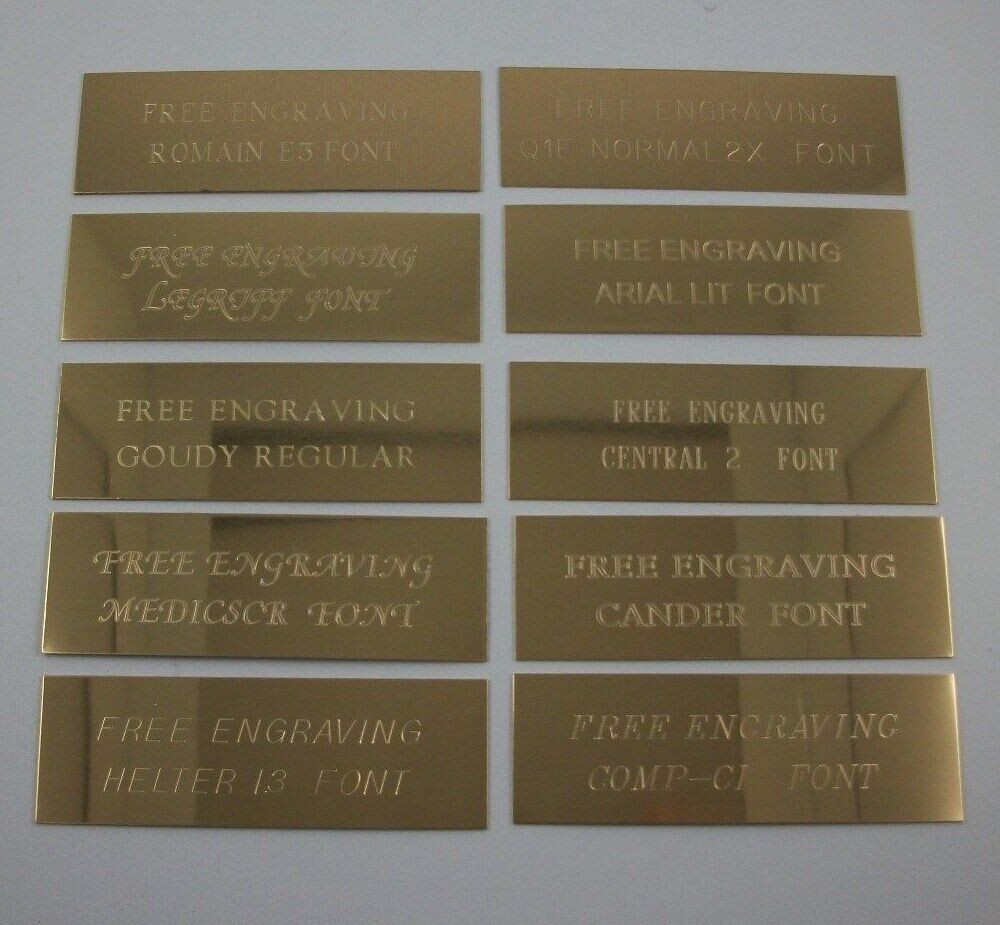 FREE ENGRAVING
ROMAIN E3 FONT
FREE ENGRAVING
Q1E NORMAL 2X FONT
FREE ENGRAVING
LEGRIFF FONT
FREE ENGRAVING
ARIAL LIT FONT
FREE ENGRAVING
GOUDY REGULAR
FREE ENGRAVING
CENTRAL 2 FONT
FREE ENGRAVING
MEDICSCR FONT
FREE ENGRAVING
CANDER FONT
FREE ENGRAVING
HELTER I3 FONT
FREE ENGRAVING
COMP-CI FONT